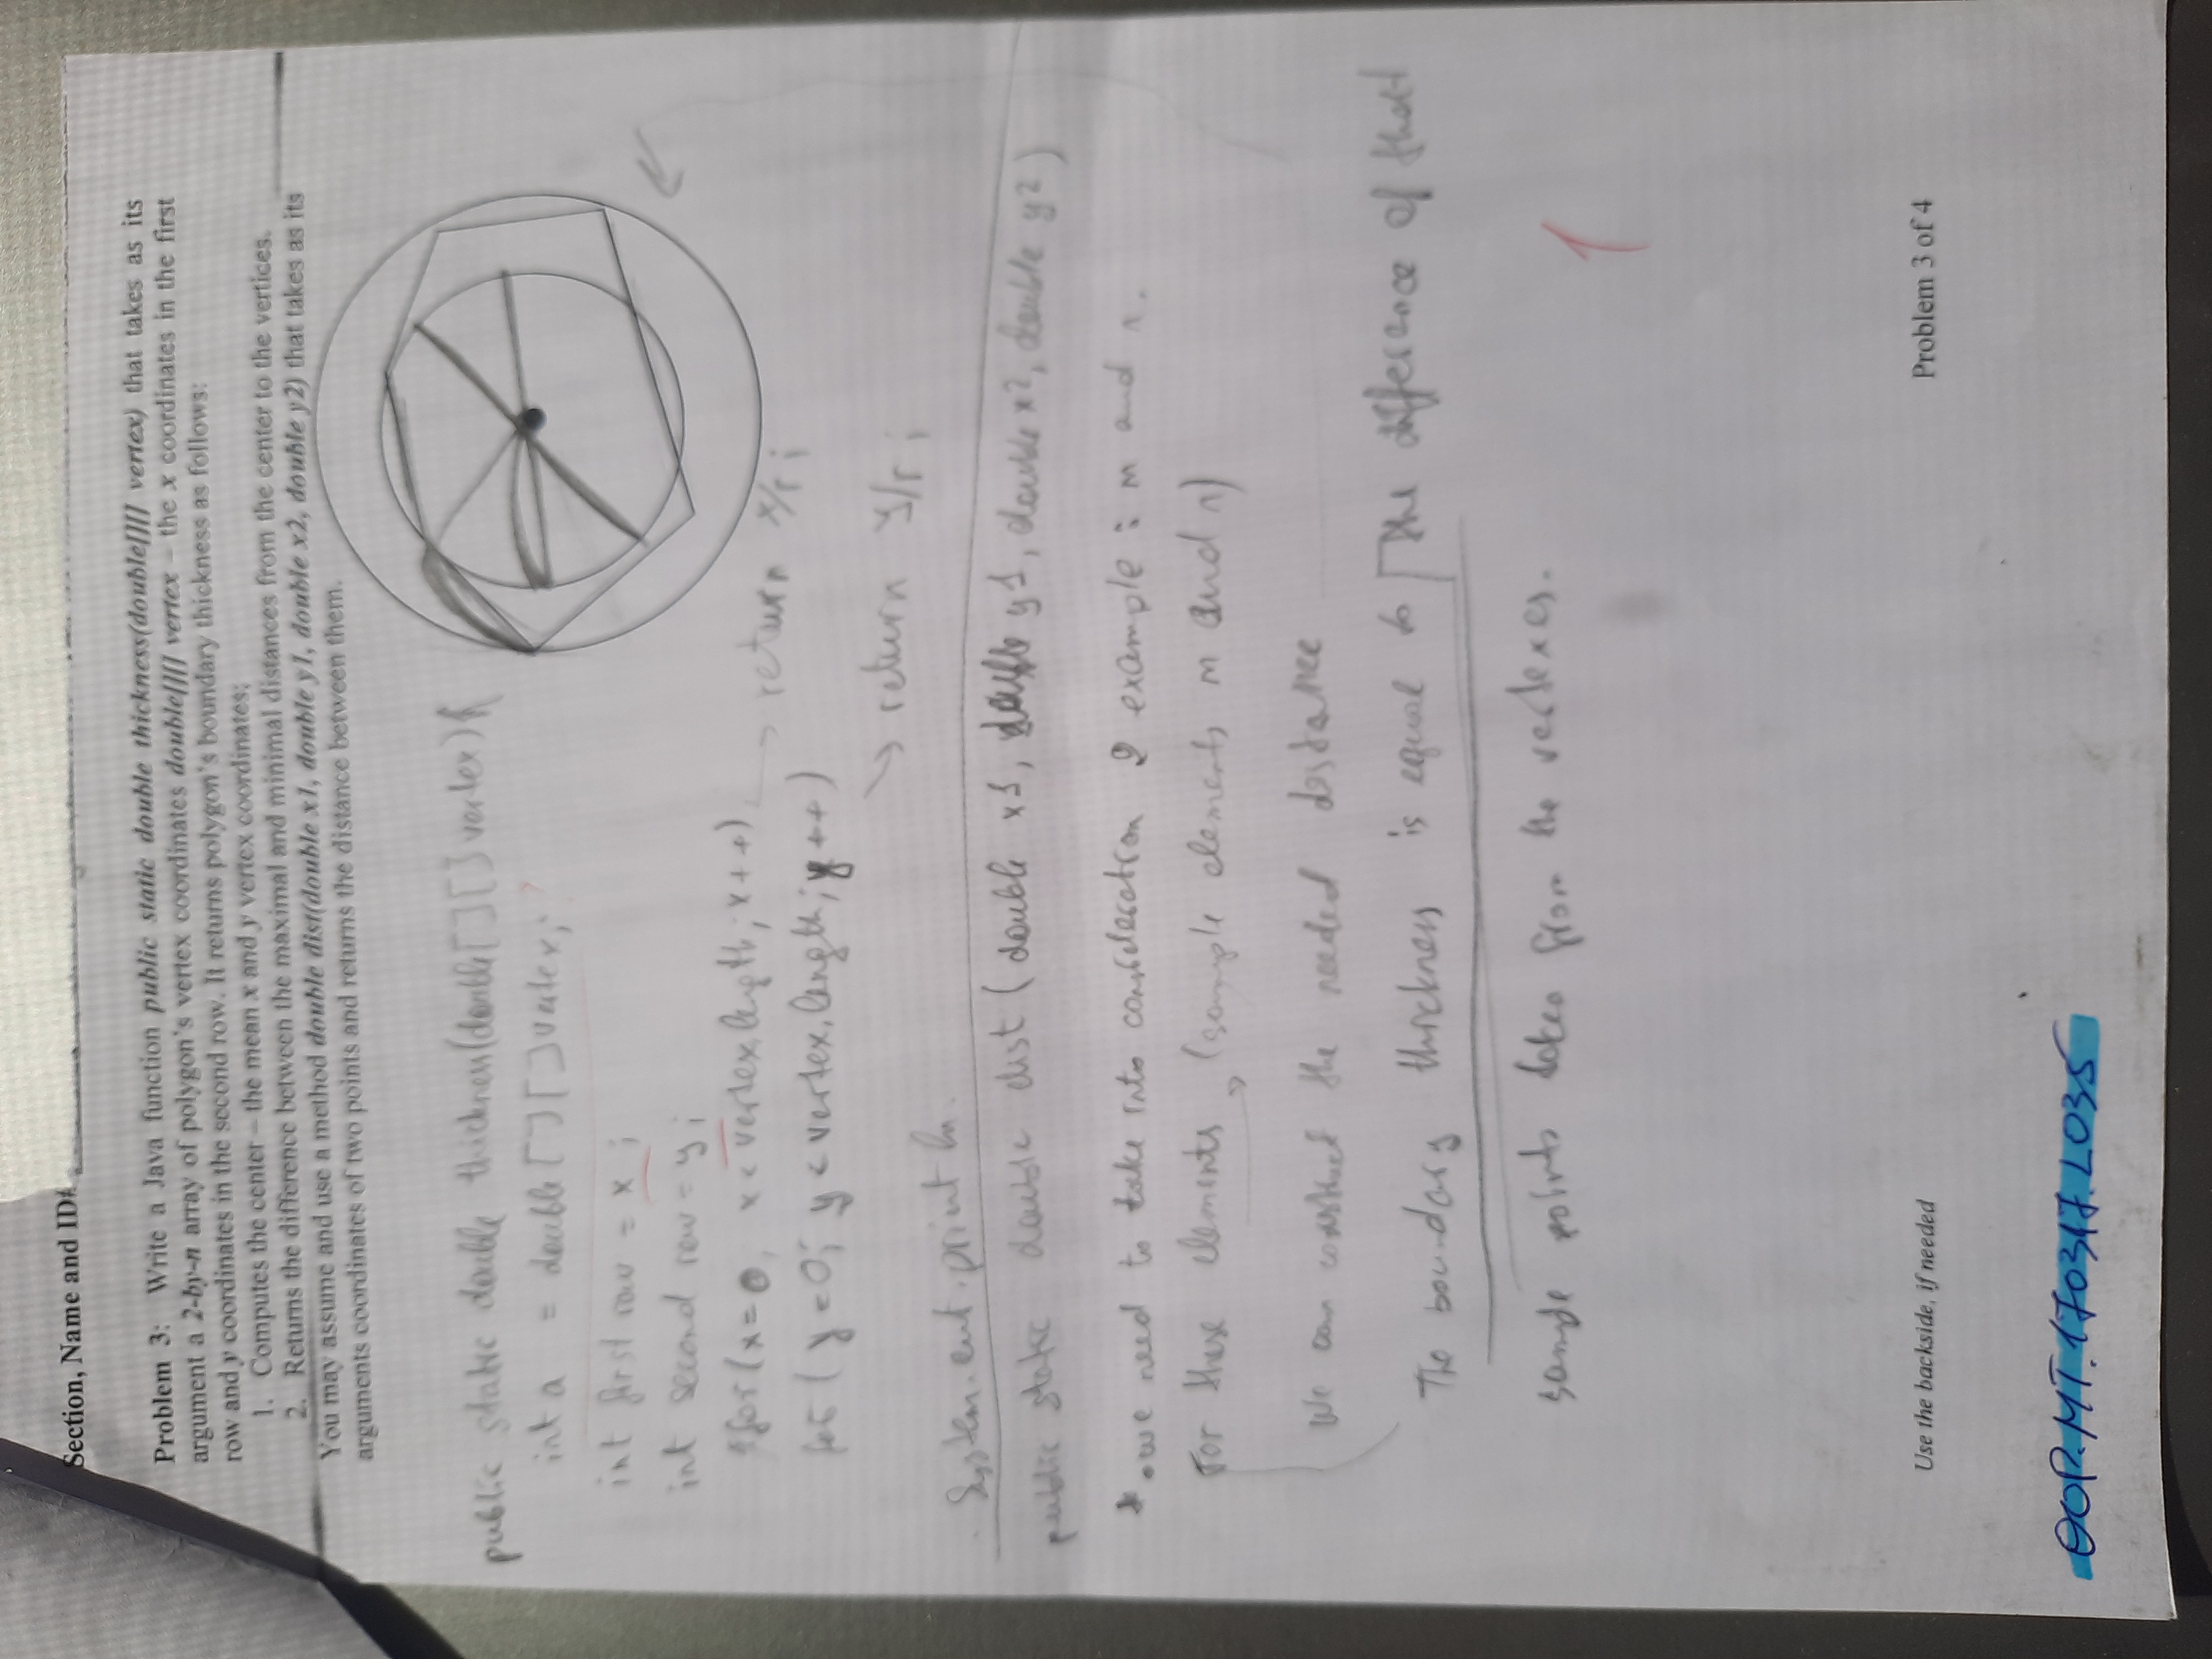 Section, Name and ID#
Problem 3: Write a Java function public static double thickness(double[][] vertex) that takes as its
argument a 2-by-n array of polygon's vertex coordinates double[][] vertex – the x coordinates in the first
row and y coordinates in the second row. It returns polygon's boundary thickness as follows:
1. Computes the center – the mean x and y vertex coordinates;
2. Returns the difference between the maximal and minimal distances from the center to the vertices.
You may assume and use a method double dist(double x1, double y1, double x2, double y2) that takes as its
arguments coordinates of two points and returns the distance between them.
public static double thickness(double[][] vertex){
int a = double[][] vertex; ?
int first row = x ;
int second row = y ;
for (x=0, x < vertex.length; x++)
→ return x/r ;
for ( y=0; y < vertex.length; y++ )
→ return y/r ;
System.out.println.
public static double dist ( double x1, double y1, double x2, double y2 )
* . we need to take into consideration 2 example : m and n.
For these elements → (sample elements m and n)
We can construct the needed distance
The boundary thickness is equal to the difference of that
sample points taken from the vertexes.
1
Use the backside, if needed
Problem 3 of 4
OOP.MT.170317.L035